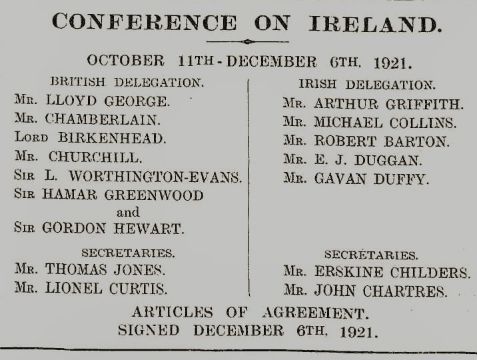 CONFERENCE ON IRELAND.
OCTOBER 11TH - DECEMBER 6TH, 1921.
BRITISH DELEGATION.
MR. LLOYD GEORGE.
MR. CHAMBERLAIN.
LORD BIRKENHEAD.
MR. CHURCHILL.
SIR L. WORTHINGTON-EVANS.
SIR HAMAR GREENWOOD
and
SIR GORDON HEWART.
SECRETARIES.
MR. THOMAS JONES.
MR. LIONEL CURTIS.
IRISH DELEGATION.
MR. ARTHUR GRIFFITH.
MR. MICHAEL COLLINS.
MR. ROBERT BARTON.
MR. E. J. DUGGAN.
MR. GAVAN DUFFY.
SECRETARIES.
MR. ERSKINE CHILDERS.
MR. JOHN CHARTRES.
ARTICLES OF AGREEMENT.
SIGNED DECEMBER 6TH, 1921.